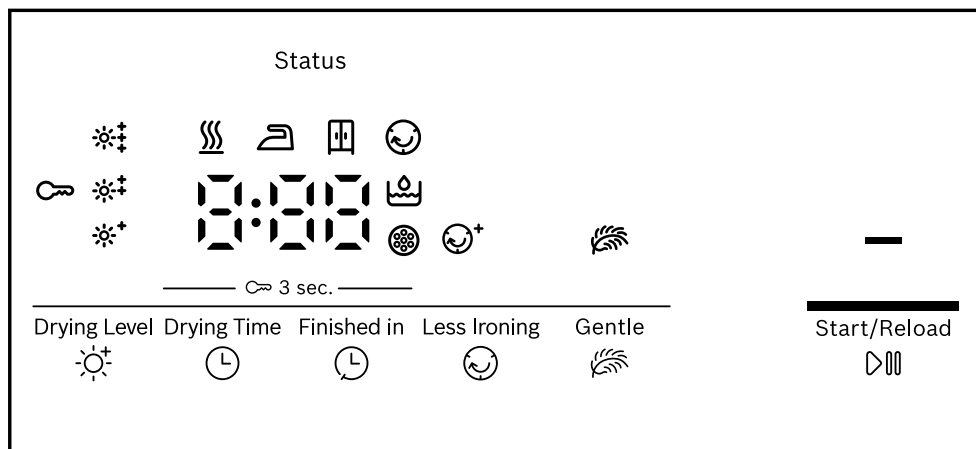 Status
8:88
3 sec.
Drying Level Drying Time Finished in Less Ironing Gentle Start/Reload